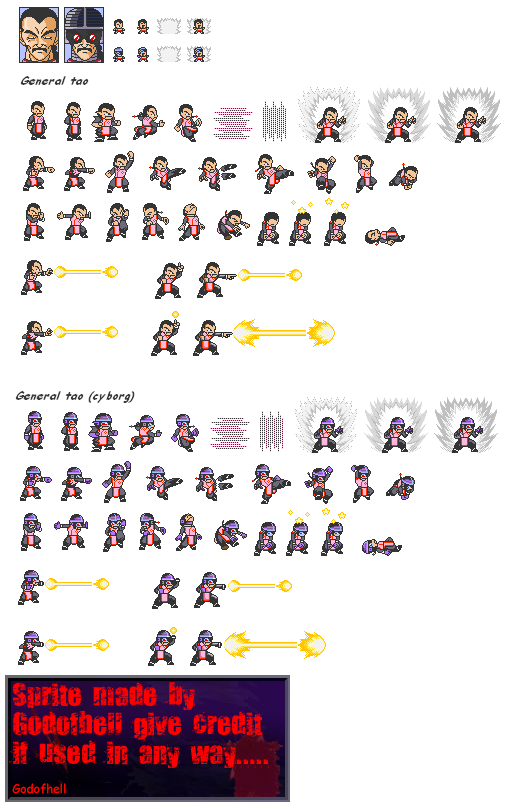 General tao
General tao (cyborg)
Sprite made by
Godofhell give credit
if used in any way.....
Godofhell